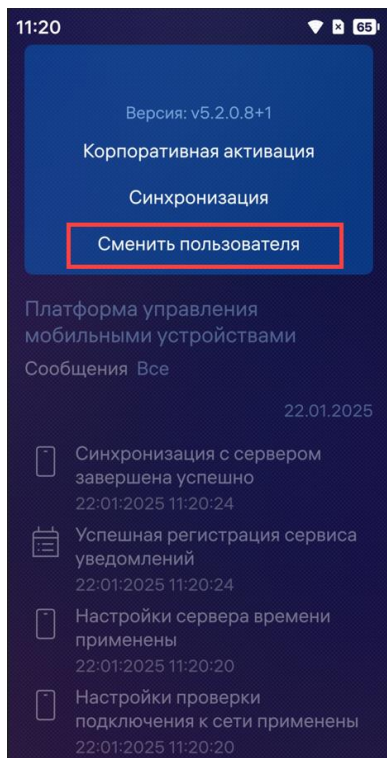 11:20
65
Версия: v5.2.0.8+1
Корпоративная активация
Синхронизация
Сменить пользователя
Платформа управления
мобильными устройствами
Сообщения Все
22.01.2025
Синхронизация с сервером
завершена успешно
22:01:2025 11:20:24
Успешная регистрация сервиса
уведомлений
22:01:2025 11:20:24
Настройки сервера времени
применены
22:01:2025 11:20:20
Настройки проверки
подключения к сети применены
22:01:2025 11:20:20